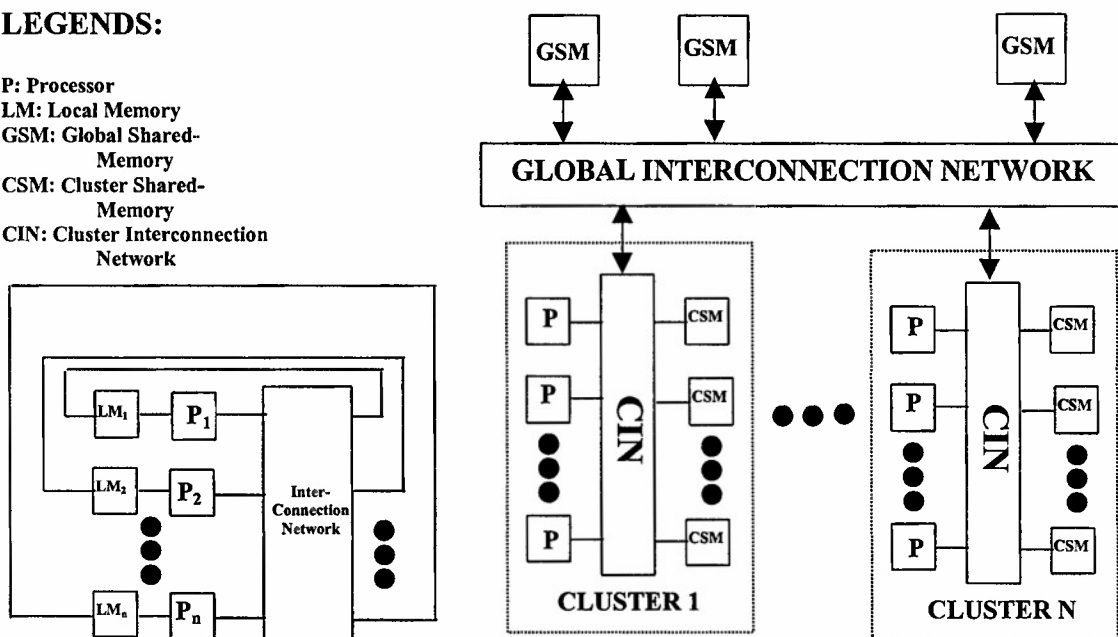 LEGENDS:
P: Processor
LM: Local Memory
GSM: Global Shared-
Memory
CSM: Cluster Shared-
Memory
CIN: Cluster Interconnection
Network
LM1
P1
LM2
P2
Inter-
Connection
Network
LMn
Pn
GSM
GSM
GSM
GLOBAL INTERCONNECTION NETWORK
P
CSM
P
CSM
CIN
P
CSM
CLUSTER 1
P
CSM
P
CSM
CIN
P
CSM
CLUSTER N